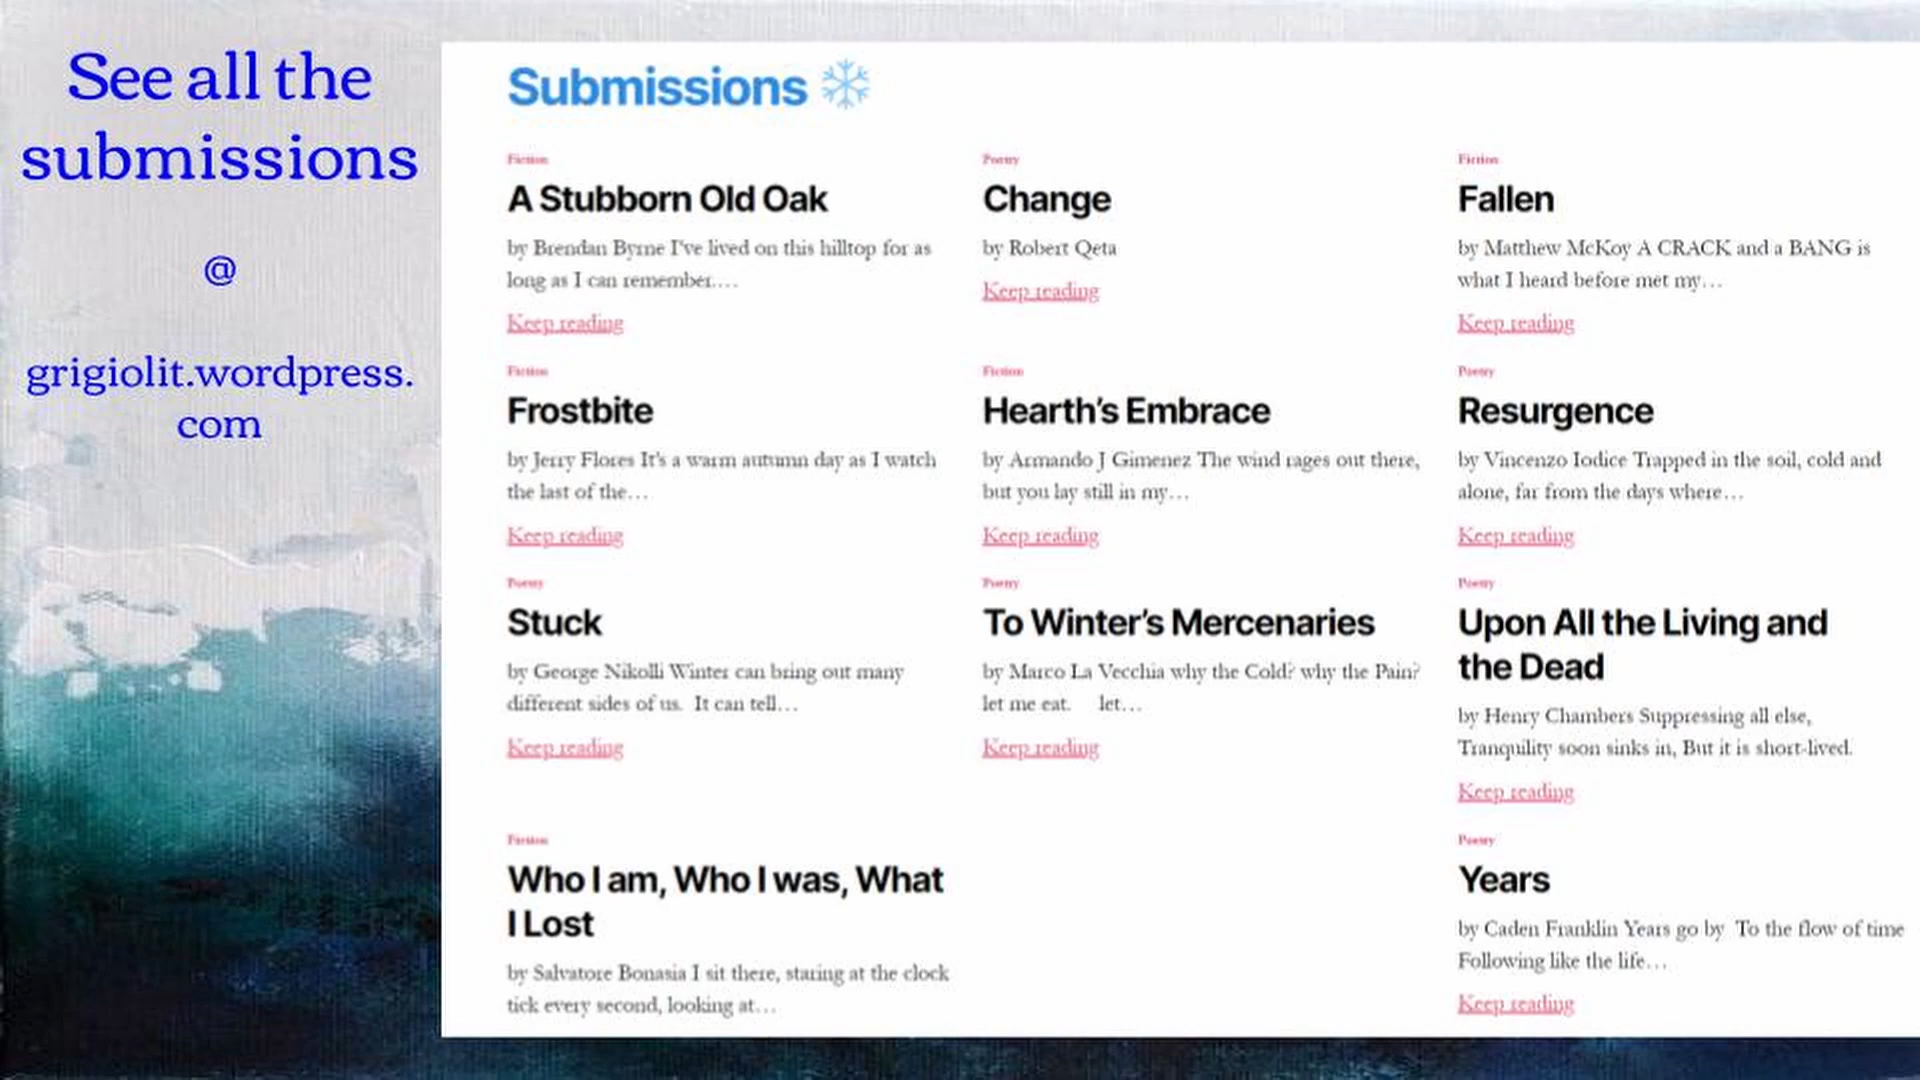 See all the
submissions
@
grigiolit.wordpress.
com
Submissions
Fiction
A Stubborn Old Oak
by Brendan Byrne I've lived on this hilltop for as
long as I can remember.…
Keep reading
Poetry
Change
by Robert Qeta
Keep reading
Fiction
Fallen
by Matthew McKoy A CRACK and a BANG is
what I heard before met my…
Keep reading
Fiction
Frostbite
by Jerry Flores It's a warm autumn day as I watch
the last of the…
Keep reading
Fiction
Hearth's Embrace
by Armando J Gimenez The wind rages out there,
but you lay still in my…
Keep reading
Poetry
Resurgence
by Vincenzo Iodice Trapped in the soil, cold and
alone, far from the days where…
Keep reading
Poetry
Stuck
by George Nikolli Winter can bring out many
different sides of us. It can tell…
Keep reading
Poetry
To Winter's Mercenaries
by Marco La Vecchia why the Cold? why the Pain?
let me eat. let…
Keep reading
Poetry
Upon All the Living and
the Dead
by Henry Chambers Suppressing all else,
Tranquility soon sinks in, But it is short-lived.
Keep reading
Fiction
Who I am, Who I was, What
I Lost
by Salvatore Bonasia I sit there, staring at the clock
tick every second, looking at…
Poetry
Years
by Caden Franklin Years go by To the flow of time
Following like the life…
Keep reading